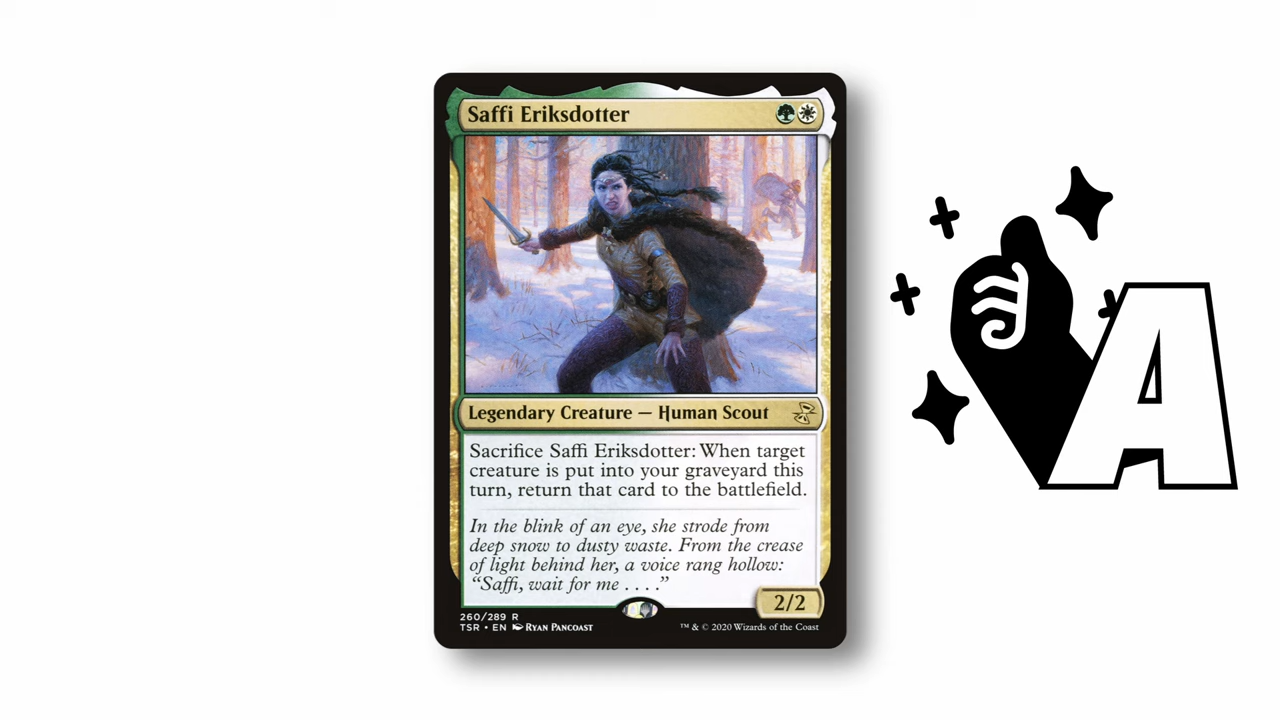 Saffi Eriksdotter
Legendary Creature — Human Scout
Sacrifice Saffi Eriksdotter: When target
creature is put into your graveyard this
turn, return that card to the battlefield.
In the blink of an eye, she strode from
deep snow to dusty waste. From the crease
of light behind her, a voice rang hollow:
“Saffi, wait for me . . . .”
2/2
260/289 R
TSR • EN Ryan Pancoast
™ & © 2020 Wizards of the Coast
A